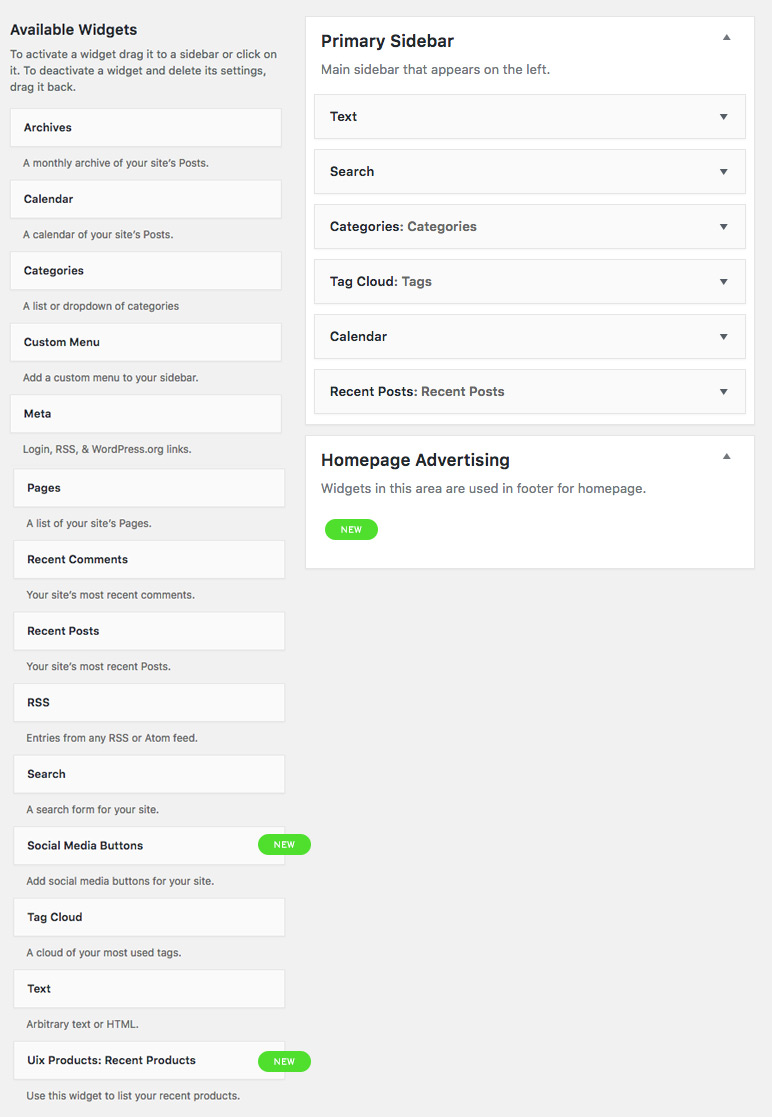 Available Widgets
To activate a widget drag it to a sidebar or click on
it. To deactivate a widget and delete its settings,
drag it back.
Archives
A monthly archive of your site's Posts.
Calendar
A calendar of your site's Posts.
Categories
A list or dropdown of categories
Custom Menu
Add a custom menu to your sidebar.
Meta
Login, RSS, & WordPress.org links.
Pages
A list of your site's Pages.
Recent Comments
Your site's most recent comments.
Recent Posts
Your site's most recent Posts.
RSS
Entries from any RSS or Atom feed.
Search
A search form for your site.
Social Media Buttons NEW
Add social media buttons for your site.
Tag Cloud
A cloud of your most used tags.
Text
Arbitrary text or HTML.
Uix Products: Recent Products NEW
Use this widget to list your recent products.
Primary Sidebar
Main sidebar that appears on the left.
Text
Search
Categories: Categories
Tag Cloud: Tags
Calendar
Recent Posts: Recent Posts
Homepage Advertising
Widgets in this area are used in footer for homepage.
NEW